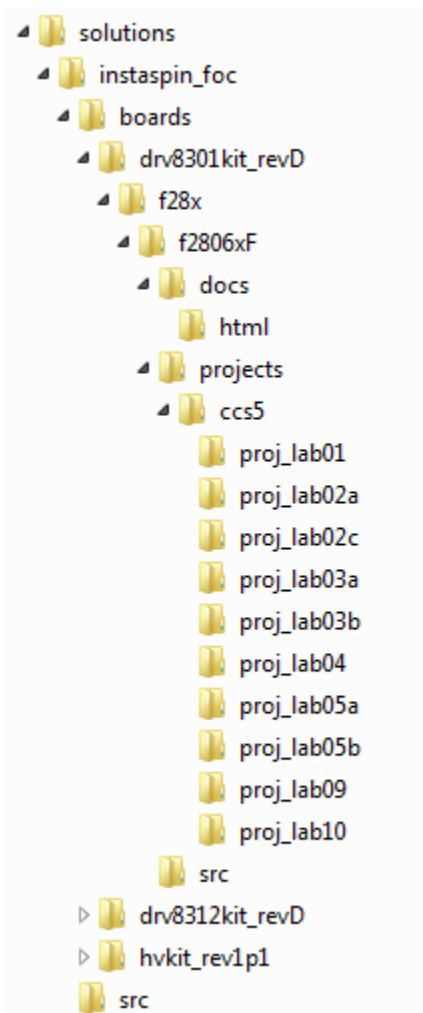 solutions
instaspin_foc
boards
drv8301kit_revD
f28x
f2806xF
docs
html
projects
ccs5
proj_lab01
proj_lab02a
proj_lab02c
proj_lab03a
proj_lab03b
proj_lab04
proj_lab05a
proj_lab05b
proj_lab09
proj_lab10
src
drv8312kit_revD
hvkit_rev1p1
src